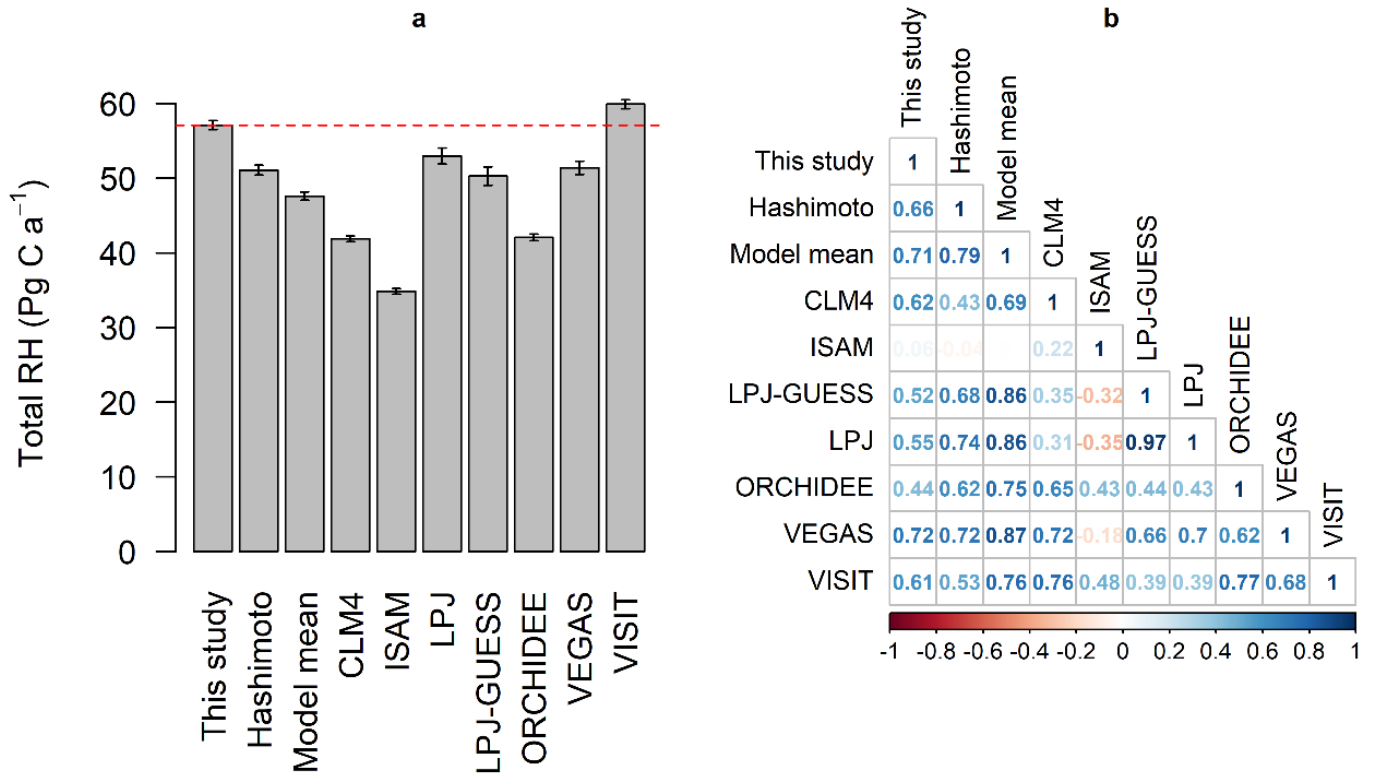 a
Total RH (Pg C a⁻¹)
60
50
40
30
20
10
0
This study
Hashimoto
Model mean
CLM4
ISAM
LPJ
LPJ-GUESS
ORCHIDEE
VEGAS
VISIT
b
This study
Hashimoto
Model mean
CLM4
ISAM
LPJ-GUESS
LPJ
ORCHIDEE
VEGAS
VISIT
This study 1
Hashimoto 0.66 1
Model mean 0.71 0.79 1
CLM4 0.62 0.43 0.69 1
ISAM 0.06 -0.04 0.22 1
LPJ-GUESS 0.52 0.68 0.86 0.35 -0.32 1
LPJ 0.55 0.74 0.86 0.31 -0.35 0.97 1
ORCHIDEE 0.44 0.62 0.75 0.65 0.43 0.44 0.43 1
VEGAS 0.72 0.72 0.87 0.72 -0.18 0.66 0.7 0.62 1
VISIT 0.61 0.53 0.76 0.76 0.48 0.39 0.39 0.77 0.68 1
-1 -0.8 -0.6 -0.4 -0.2 0 0.2 0.4 0.6 0.8 1